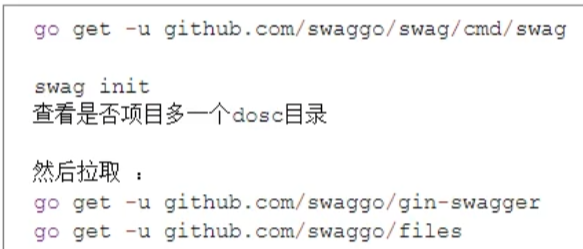 go get -u github.com/swaggo/swag/cmd/swag
swag init
查看是否项目多一个dosc目录
然后拉取 ：
go get -u github.com/swaggo/gin-swagger
go get -u github.com/swaggo/files